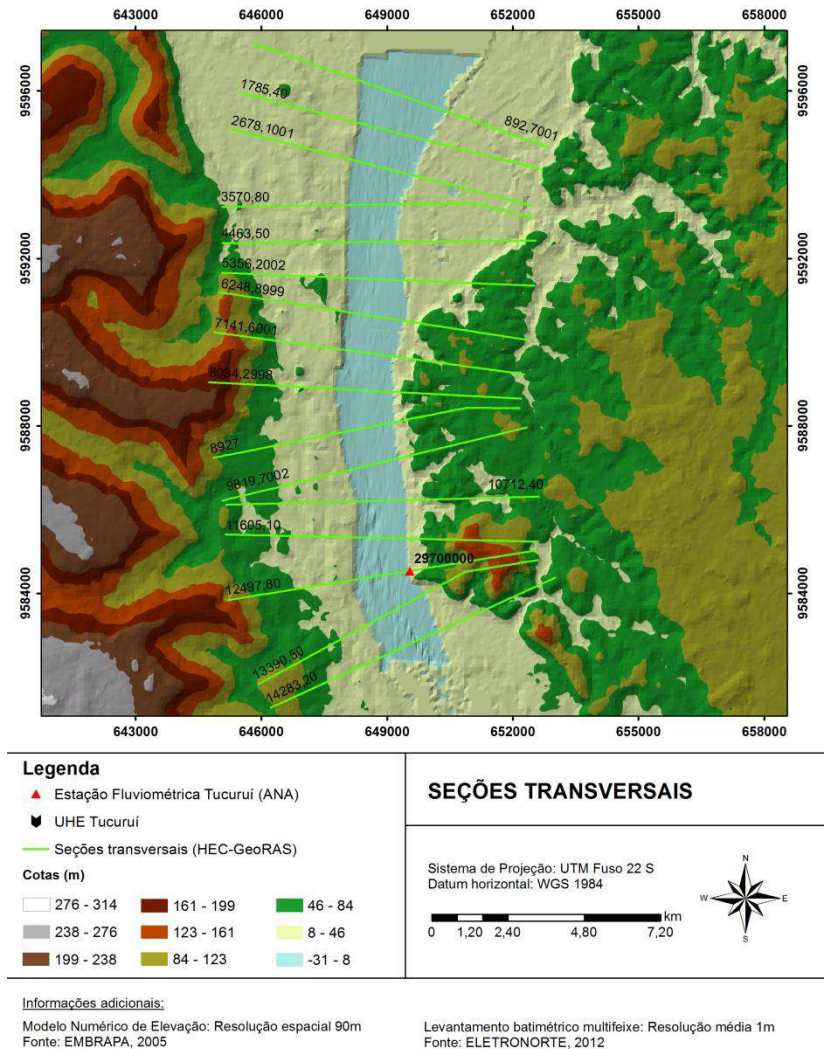 643000 646000 649000 652000 655000 658000
9596000 9596000
1785,40
892,7001
2678,1001
3570,80
4463,50
9592000 9592000
5356,2002
6248,8999
7141,6001
8034,2998
9588000 9588000
8927
9819,7002
10712,40
11605,10
29700000
9584000 9584000
12497,80
13390,50
14283,20
643000 646000 649000 652000 655000 658000
Legenda
Estação Fluviométrica Tucuruí (ANA)
UHE Tucuruí
Seções transversais (HEC-GeoRAS)
Cotas (m)
276 - 314 161 - 199 46 - 84
238 - 276 123 - 161 8 - 46
199 - 238 84 - 123 -31 - 8
SEÇÕES TRANSVERSAIS
Sistema de Projeção: UTM Fuso 22 S
Datum horizontal: WGS 1984
km
0 1,20 2,40 4,80 7,20
N
W E
S
Informações adicionais:
Modelo Numérico de Elevação: Resolução espacial 90m
Fonte: EMBRAPA, 2005
Levantamento batimétrico multifeixe: Resolução média 1m
Fonte: ELETRONORTE, 2012